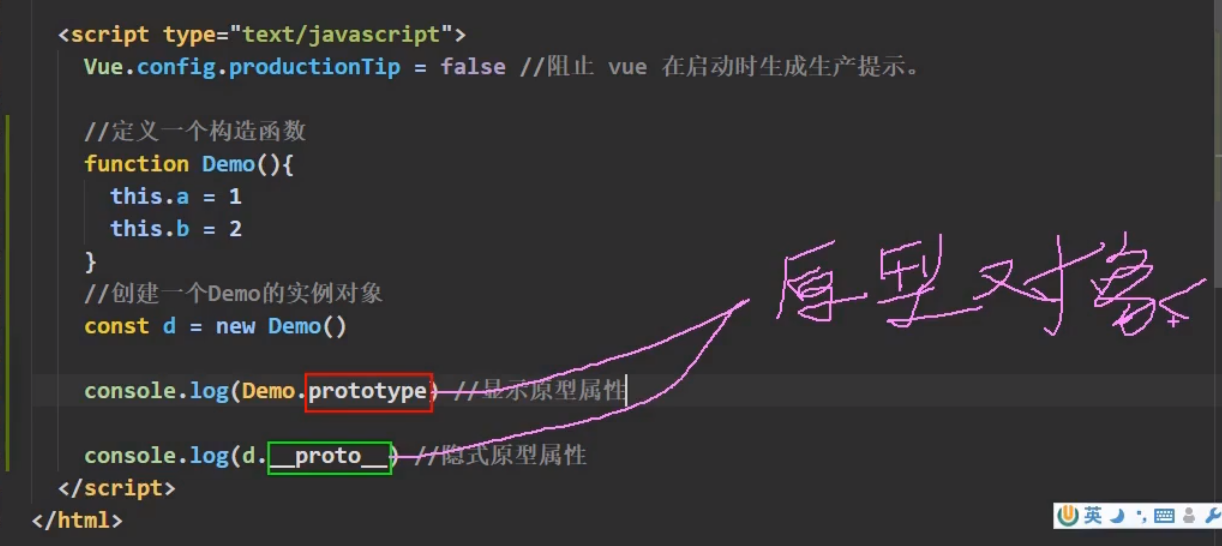 <script type="text/javascript">
Vue.config.productionTip = false //阻止 vue 在启动时生成生产提示。
//定义一个构造函数
function Demo(){
this.a = 1
this.b = 2
}
//创建一个Demo的实例对象
const d = new Demo()
原型对象
console.log(Demo.prototype) //显示原型属性
console.log(d.__proto__) //隐式原型属性
</script>
</html>
英